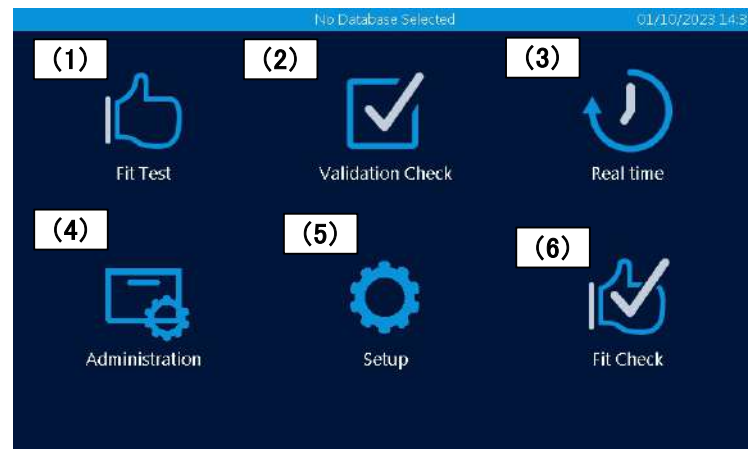 No Database Selected 01/10/2023 14:3
(1) (2) (3)
Fit Test Validation Check Real time
(4) (5) (6)
Administration Setup Fit Check